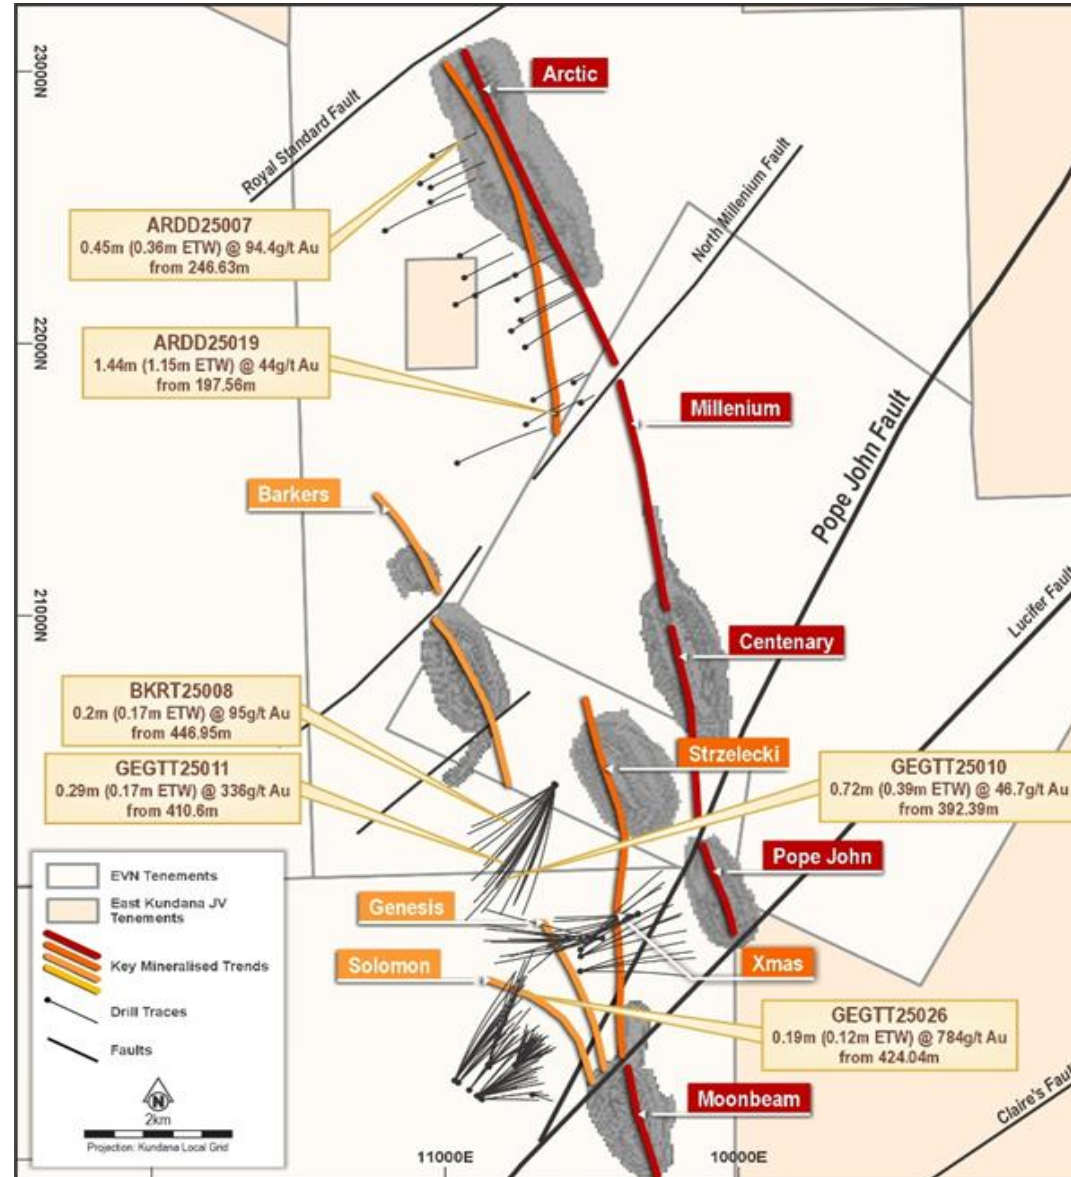 Arctic
23000N
Royal Standard Fault
North Millenium Fault
ARDD25007
0.45m (0.36m ETW) @ 94.4g/t Au
from 246.63m
22000N
ARDD25019
1.44m (1.15m ETW) @ 44g/t Au
from 197.56m
Millenium
Pope John Fault
Barkers
21000N
Lucifer Fault
Centenary
BKRT25008
0.2m (0.17m ETW) @ 95g/t Au
from 446.95m
Strzelecki
GEGTT25011
0.29m (0.17m ETW) @ 336g/t Au
from 410.6m
GEGTT25010
0.72m (0.39m ETW) @ 46.7g/t Au
from 392.39m
Pope John
EVN Tenements
East Kundana JV
Tenements
Key Mineralised Trends
Drill Traces
Faults
N
2km
Projection: Kundana Local Grid
Genesis
Solomon
Xmas
GEGTT25026
0.19m (0.12m ETW) @ 784g/t Au
from 424.04m
Moonbeam
Claire's Fault
11000E
10000E